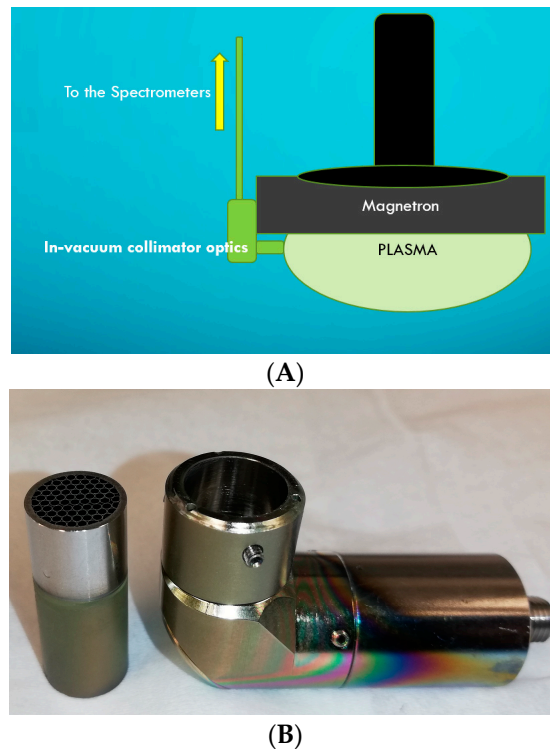 To the Spectrometers
Magnetron
In-vacuum collimator optics
PLASMA
(A)
(B)